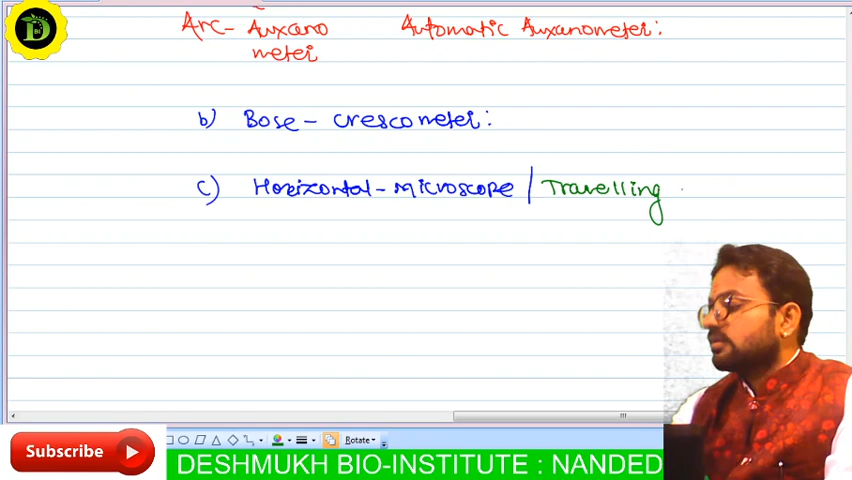 Arc- Auxano
meter
Automatic Auxanometer:
b) Bose - crescometer:
c) Horizontal - Microscope / Travelling
Subscribe
Rotate
DESHMUKH BIO-INSTITUTE : NANDED